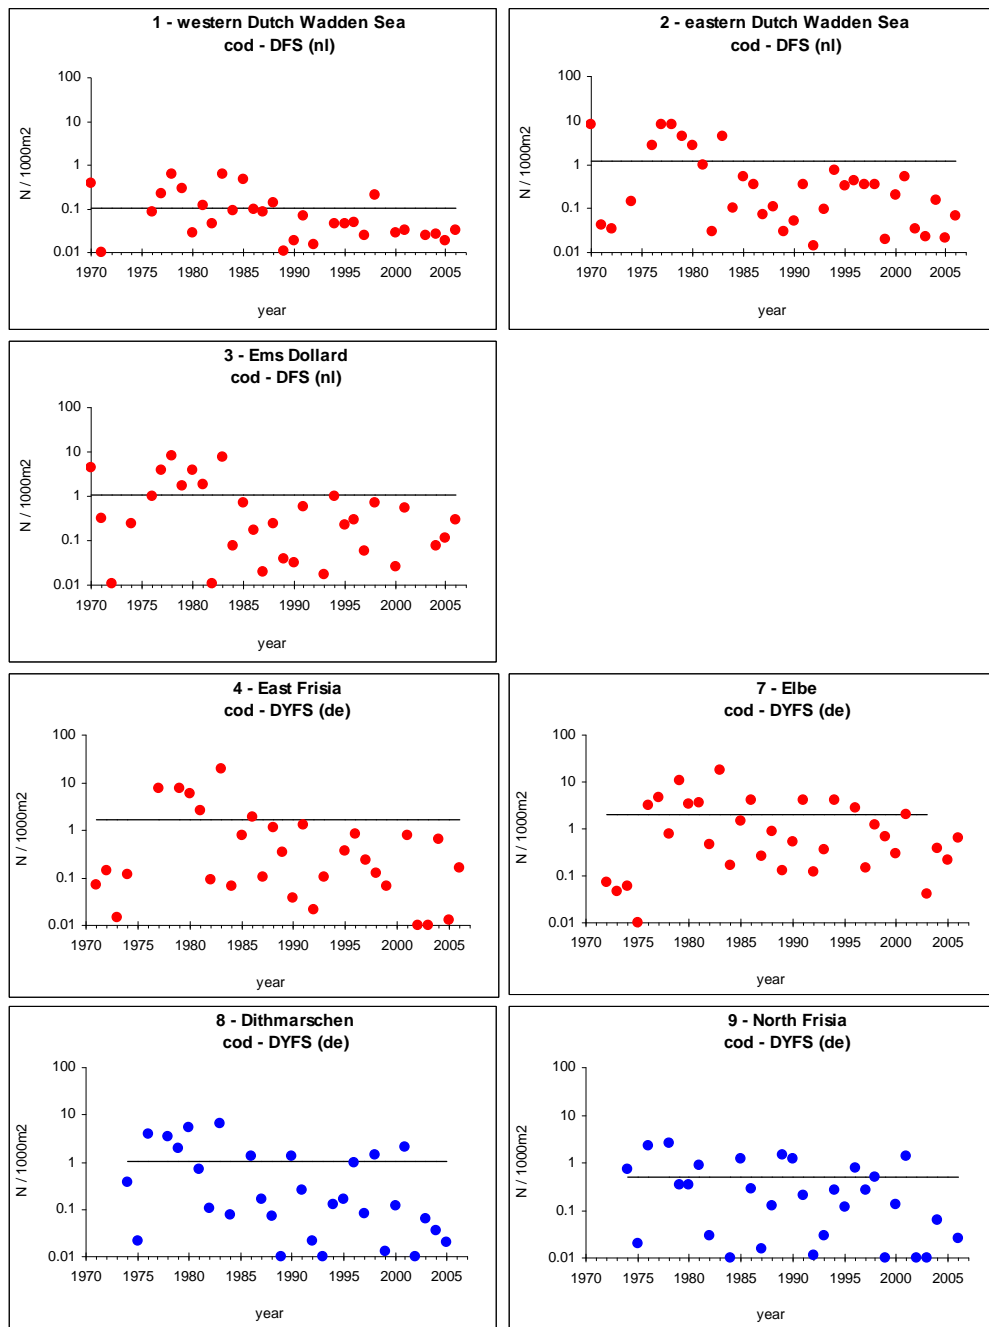 1 - western Dutch Wadden Sea
cod - DFS (nl)
100
10
1
0.1
0.01
N / 1000m2
1970 1975 1980 1985 1990 1995 2000 2005
year
2 - eastern Dutch Wadden Sea
cod - DFS (nl)
100
10
1
0.1
0.01
N / 1000m2
1970 1975 1980 1985 1990 1995 2000 2005
year
3 - Ems Dollard
cod - DFS (nl)
100
10
1
0.1
0.01
N / 1000m2
1970 1975 1980 1985 1990 1995 2000 2005
year
4 - East Frisia
cod - DYFS (de)
100
10
1
0.1
0.01
N / 1000m2
1970 1975 1980 1985 1990 1995 2000 2005
year
7 - Elbe
cod - DYFS (de)
100
10
1
0.1
0.01
N / 1000m2
1970 1975 1980 1985 1990 1995 2000 2005
year
8 - Dithmarschen
cod - DYFS (de)
100
10
1
0.1
0.01
N / 1000m2
1970 1975 1980 1985 1990 1995 2000 2005
year
9 - North Frisia
cod - DYFS (de)
100
10
1
0.1
0.01
N / 1000m2
1970 1975 1980 1985 1990 1995 2000 2005
year